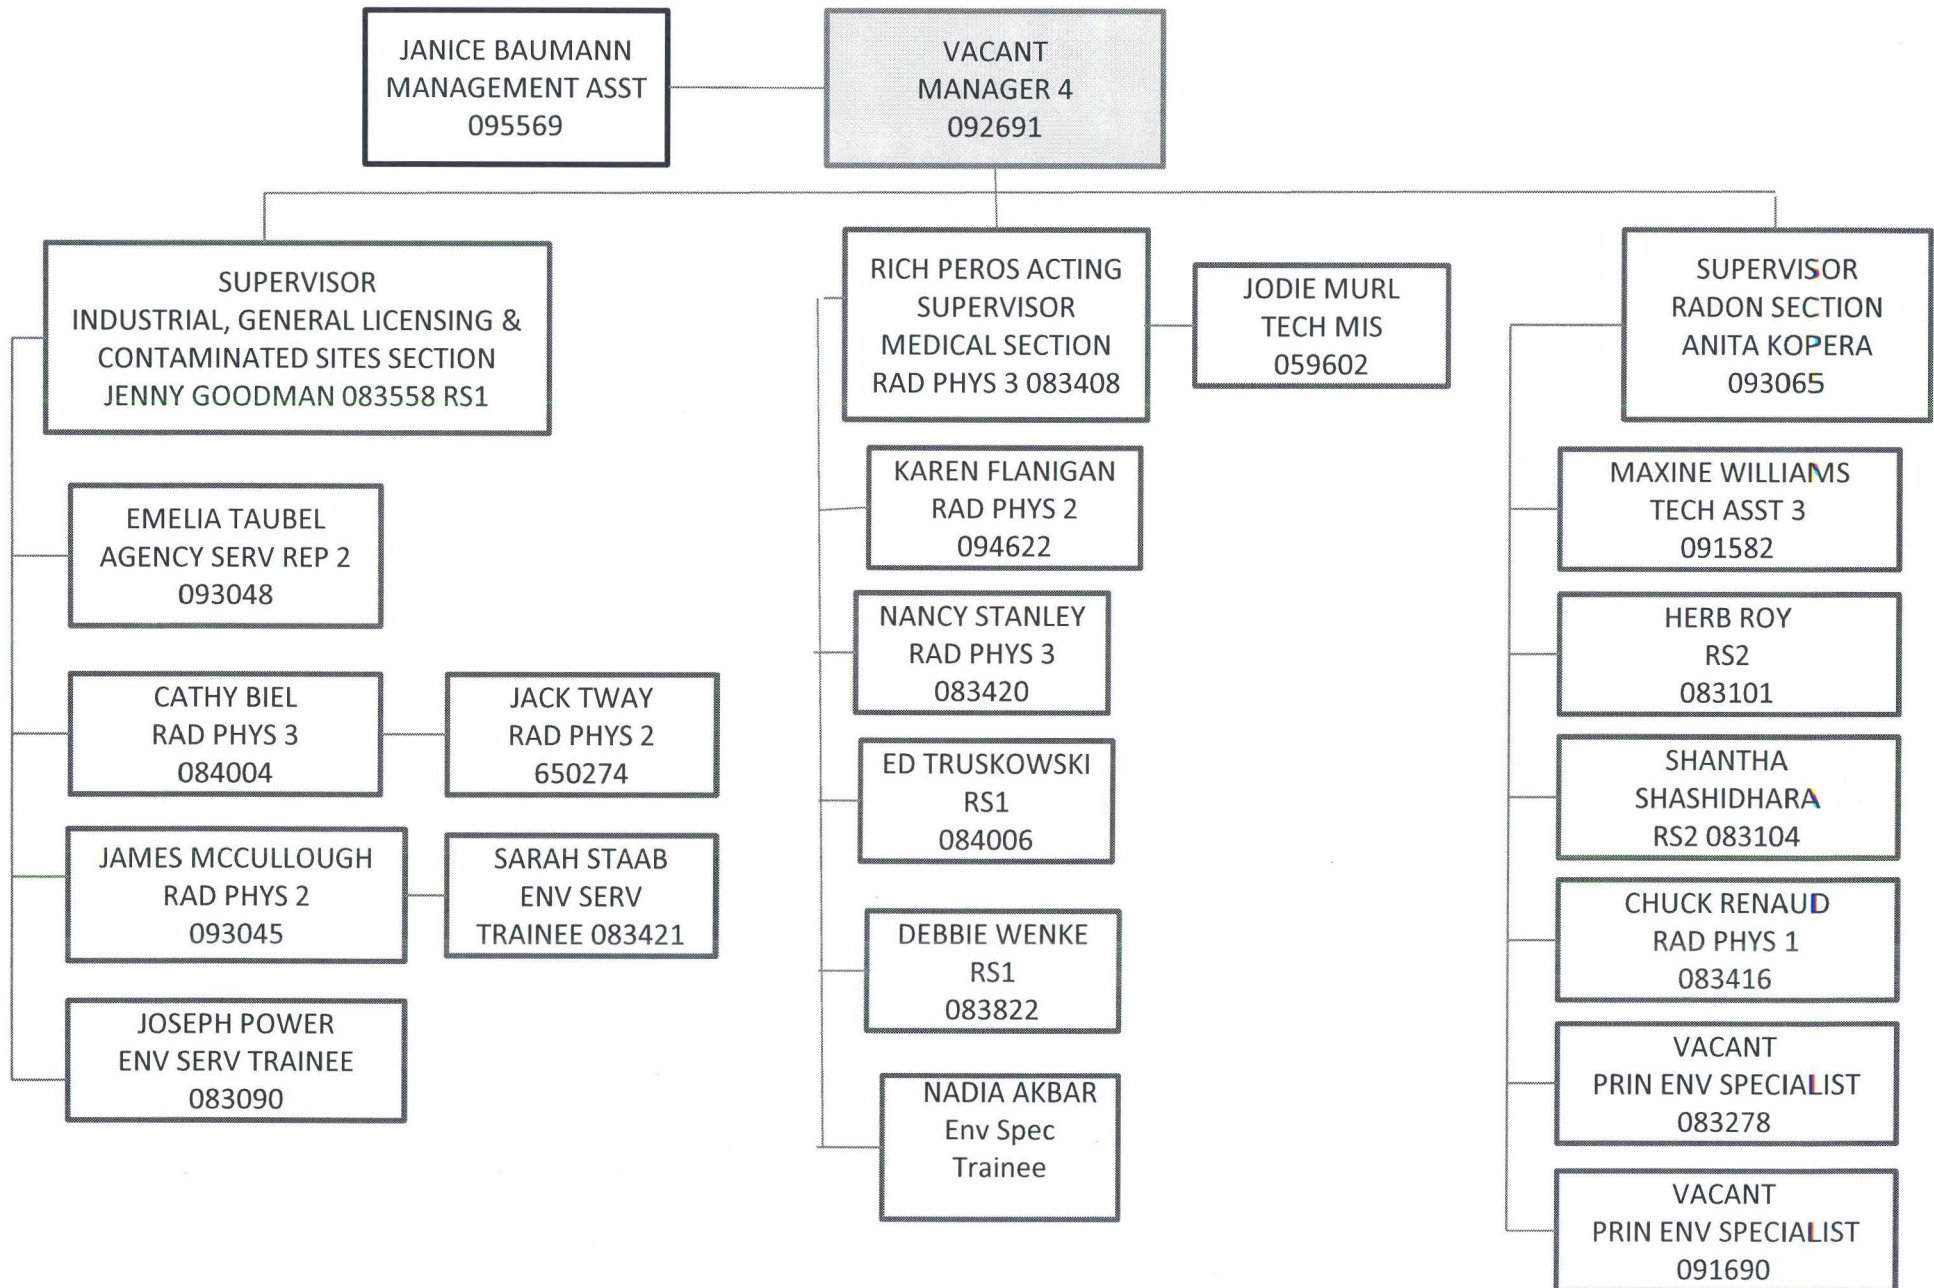 JANICE BAUMANN
MANAGEMENT ASST
095569
VACANT
MANAGER 4
092691
SUPERVISOR
INDUSTRIAL, GENERAL LICENSING &
CONTAMINATED SITES SECTION
JENNY GOODMAN 083558 RS1
EMELIA TAUBEL
AGENCY SERV REP 2
093048
CATHY BIEL
RAD PHYS 3
084004
JACK TWAY
RAD PHYS 2
650274
JAMES MCCULLOUGH
RAD PHYS 2
093045
SARAH STAAB
ENV SERV
TRAINEE 083421
JOSEPH POWER
ENV SERV TRAINEE
083090
RICH PEROS ACTING
SUPERVISOR
MEDICAL SECTION
RAD PHYS 3 083408
JODIE MURL
TECH MIS
059602
KAREN FLANIGAN
RAD PHYS 2
094622
NANCY STANLEY
RAD PHYS 3
083420
ED TRUSKOWSKI
RS1
084006
DEBBIE WENKE
RS1
083822
NADIA AKBAR
Env Spec
Trainee
SUPERVISOR
RADON SECTION
ANITA KOPERA
093065
MAXINE WILLIAMS
TECH ASST 3
091582
HERB ROY
RS2
083101
SHANTHA
SHASHIDHARA
RS2 083104
CHUCK RENAUD
RAD PHYS 1
083416
VACANT
PRIN ENV SPECIALIST
083278
VACANT
PRIN ENV SPECIALIST
091690